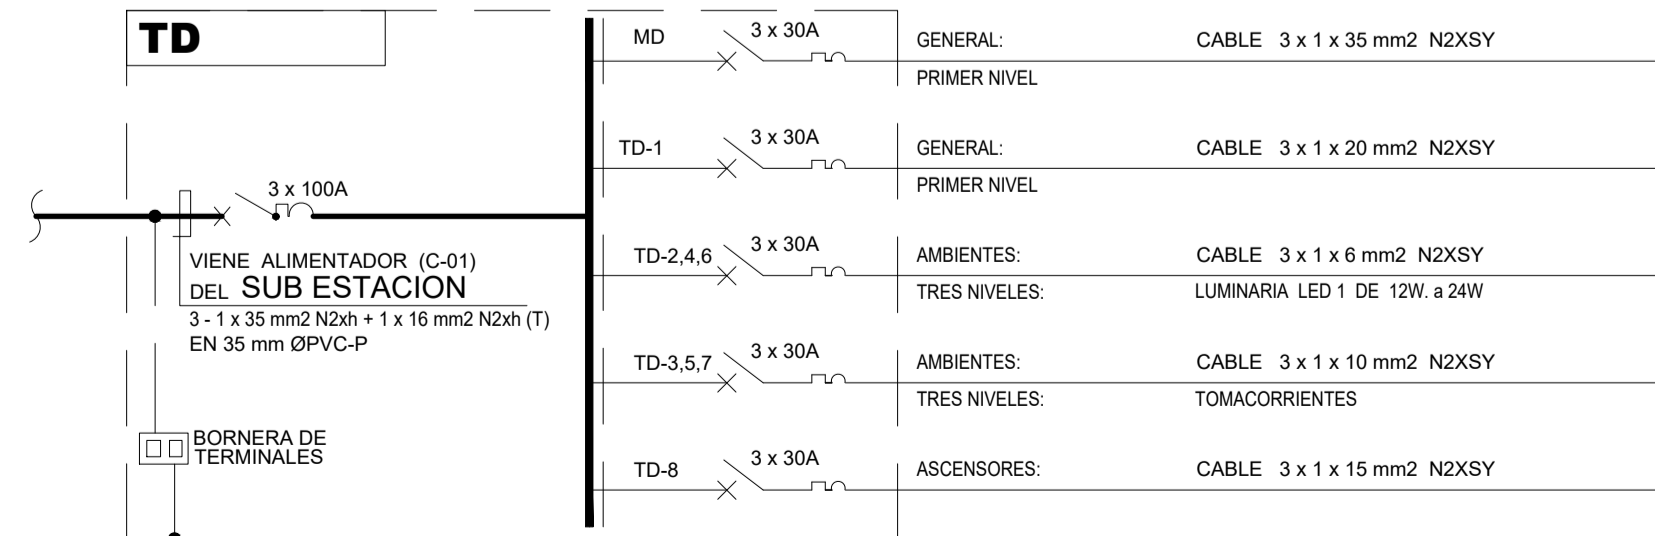 TD
3 x 100A
VIENE ALIMENTADOR (C-01)
DEL SUB ESTACION
3 - 1 x 35 mm2 N2xh + 1 x 16 mm2 N2xh (T)
EN 35 mm ØPVC-P
BORNERA DE
TERMINALES
MD 3 x 30A GENERAL: CABLE 3 x 1 x 35 mm2 N2XSY
PRIMER NIVEL
TD-1 3 x 30A GENERAL: CABLE 3 x 1 x 20 mm2 N2XSY
PRIMER NIVEL
TD-2,4,6 3 x 30A AMBIENTES: CABLE 3 x 1 x 6 mm2 N2XSY
TRES NIVELES: LUMINARIA LED 1 DE 12W. a 24W
TD-3,5,7 3 x 30A AMBIENTES: CABLE 3 x 1 x 10 mm2 N2XSY
TRES NIVELES: TOMACORRIENTES
TD-8 3 x 30A ASCENSORES: CABLE 3 x 1 x 15 mm2 N2XSY